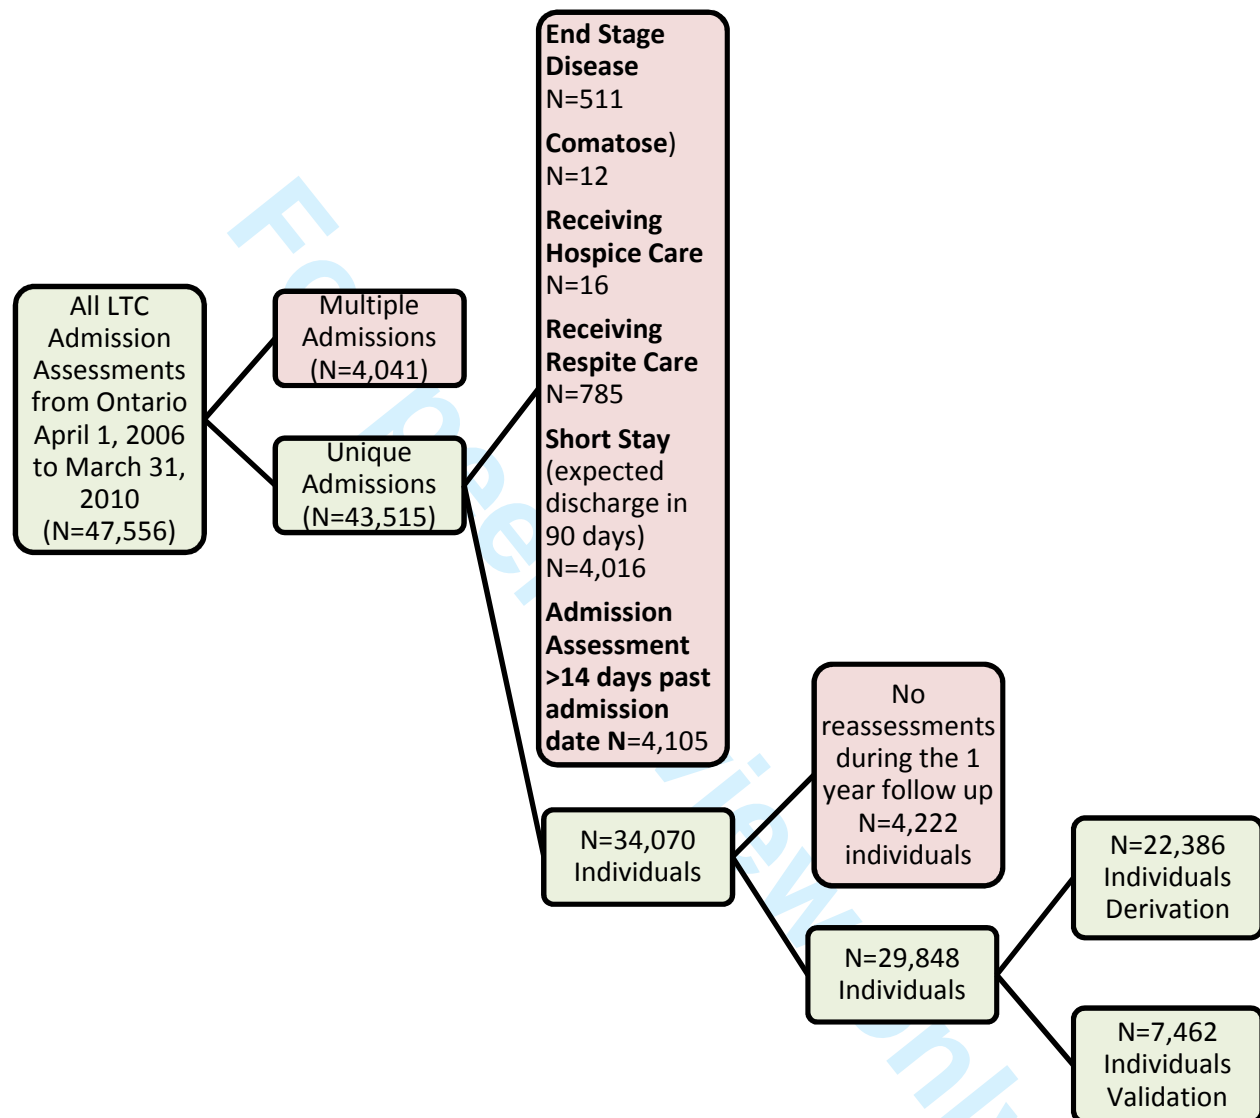 All LTC
Admission
Assessments
from Ontario
April 1, 2006
to March 31,
2010
(N=47,556)
Multiple
Admissions
(N=4,041)
Unique
Admissions
(N=43,515)
End Stage
Disease
N=511
Comatose)
N=12
Receiving
Hospice Care
N=16
Receiving
Respite Care
N=785
Short Stay
(expected
discharge in
90 days)
N=4,016
Admission
Assessment
>14 days past
admission
date N=4,105
N=34,070
Individuals
No
reassessments
during the 1
year follow up
N=4,222
individuals
N=29,848
Individuals
N=22,386
Individuals
Derivation
N=7,462
Individuals
Validation